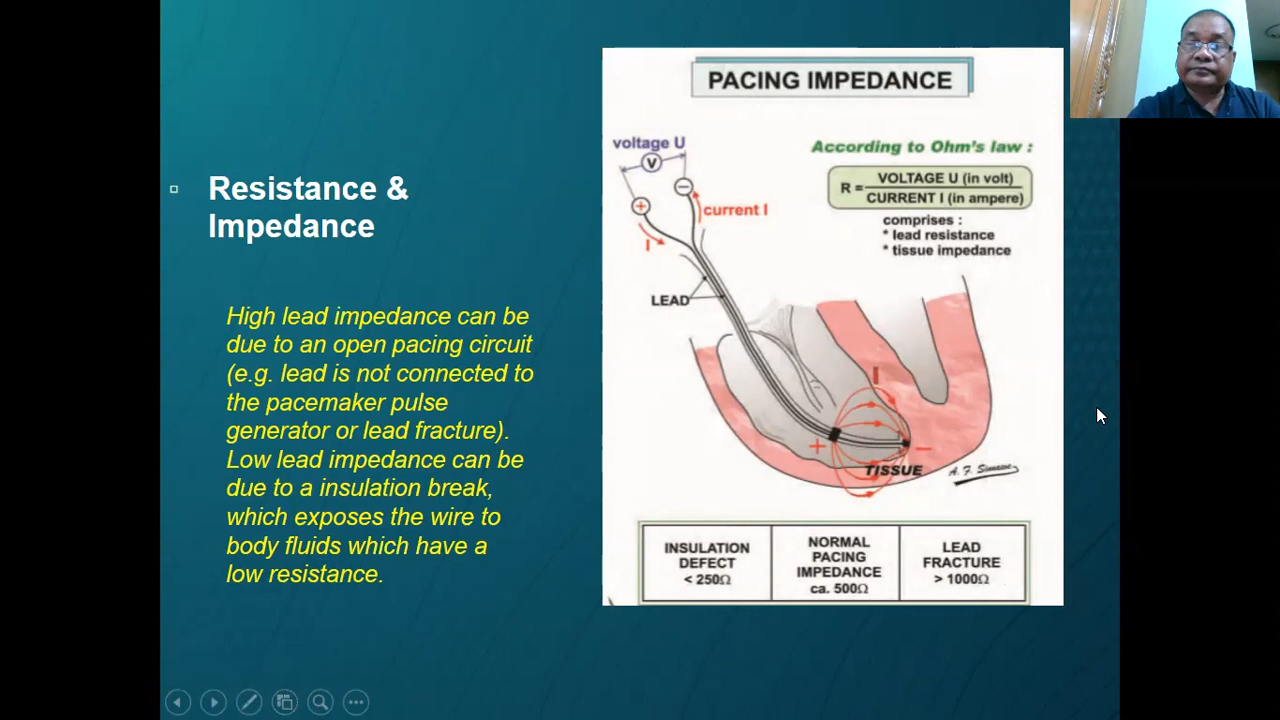 Resistance &
Impedance
High lead impedance can be
due to an open pacing circuit
(e.g. lead is not connected to
the pacemaker pulse
generator or lead fracture).
Low lead impedance can be
due to a insulation break,
which exposes the wire to
body fluids which have a
low resistance.
PACING IMPEDANCE
voltage U
V
+
−
current I
I
LEAD
According to Ohm's law :
R = VOLTAGE U (in volt)
CURRENT I (in ampere)
comprises :
* lead resistance
* tissue impedance
I
+
−
TISSUE
INSULATION
DEFECT
< 250Ω
NORMAL
PACING
IMPEDANCE
ca. 500Ω
LEAD
FRACTURE
> 1000Ω